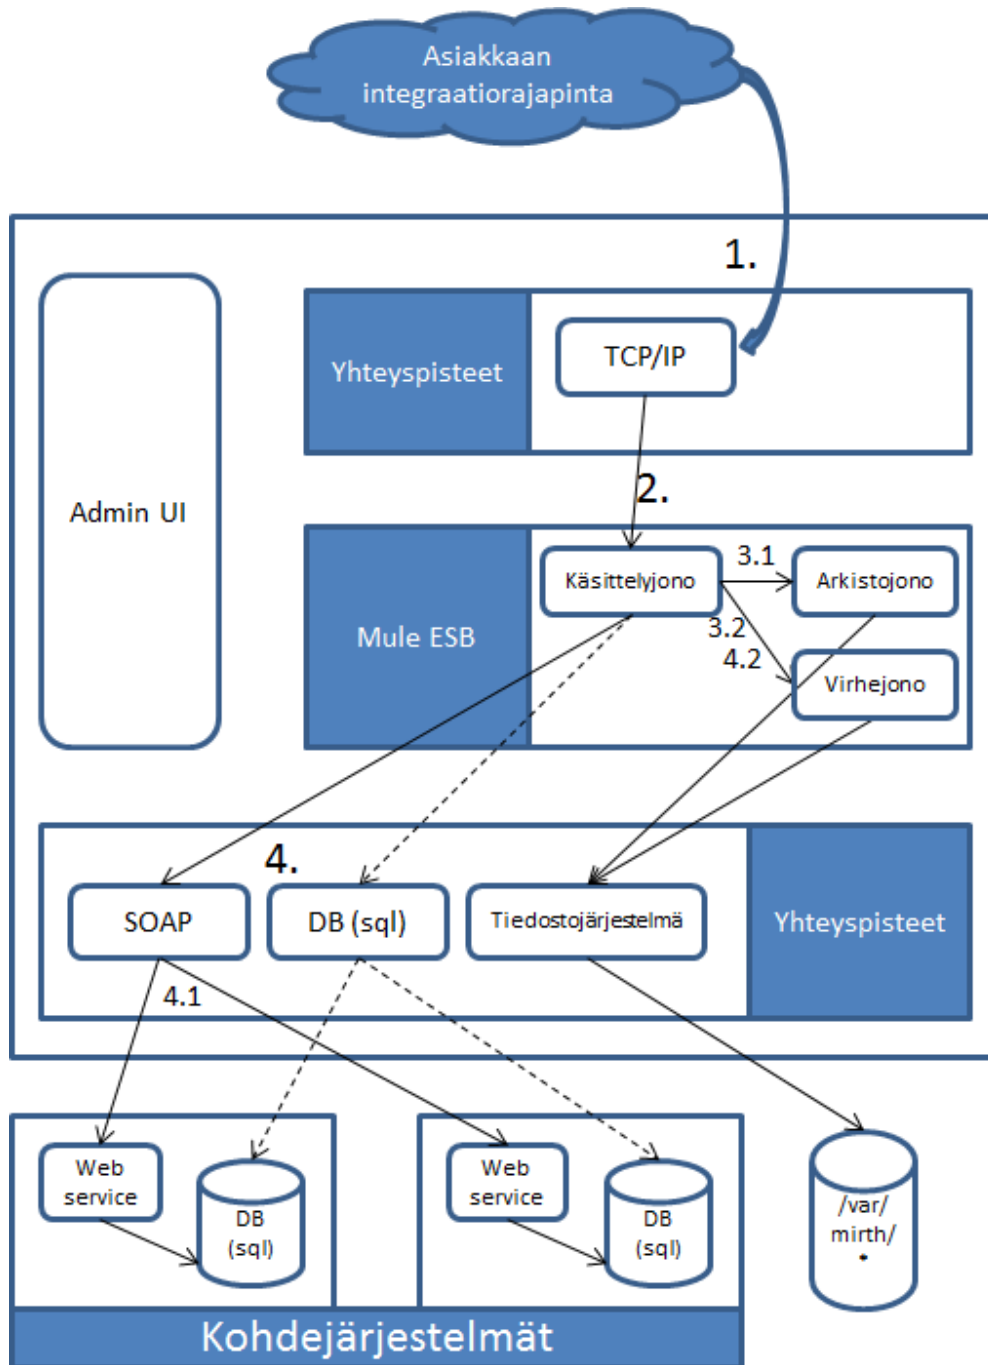 Asiakkaan
integraatiorajapinta
1.
Yhteyspisteet
TCP/IP
Admin UI
2.
Mule ESB
Käsittelyjono
3.1
Arkistojono
3.2
4.2
Virhejono
4.
SOAP
DB (sql)
Tiedostojärjestelmä
Yhteyspisteet
4.1
Web
service
DB
(sql)
Web
service
DB
(sql)
/var/
mirth/
*
Kohdejärjestelmät